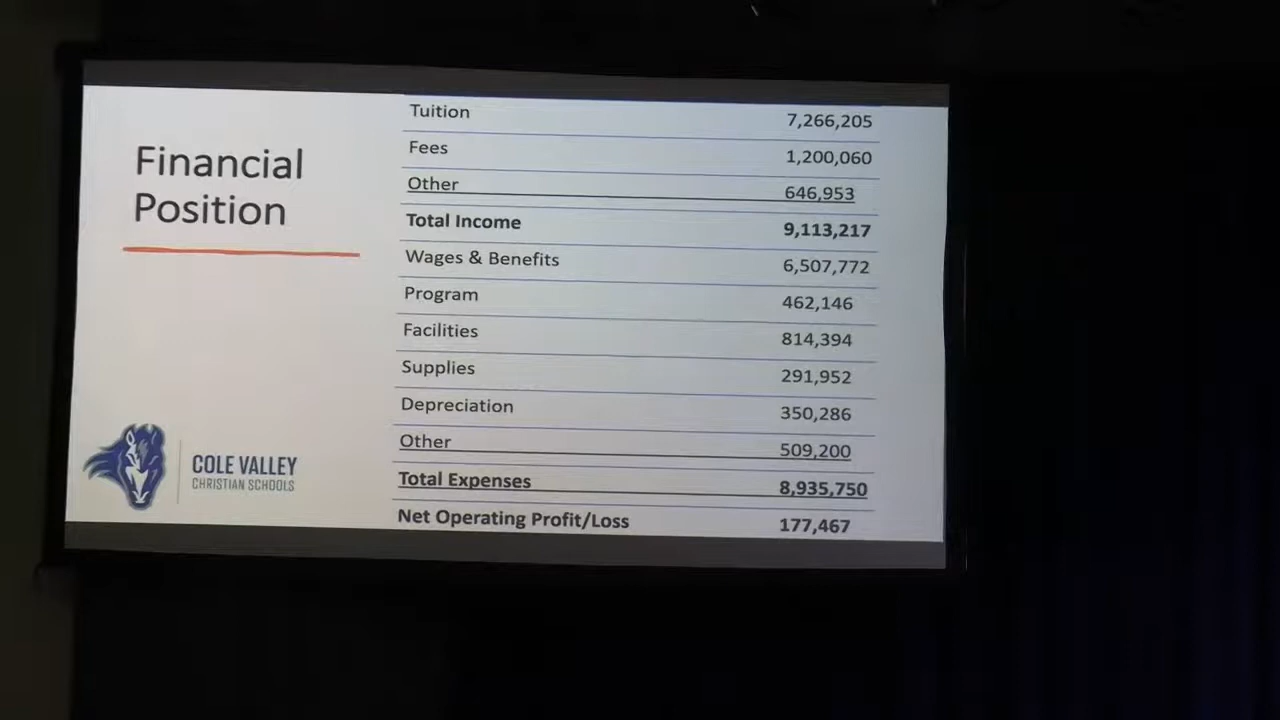 Financial
Position
Tuition 7,266,205
Fees 1,200,060
Other 646,953
Total Income 9,113,217
Wages & Benefits 6,507,772
Program 462,146
Facilities 814,394
Supplies 291,952
Depreciation 350,286
Other 509,200
Total Expenses 8,935,750
Net Operating Profit/Loss 177,467
COLE VALLEY
CHRISTIAN SCHOOLS